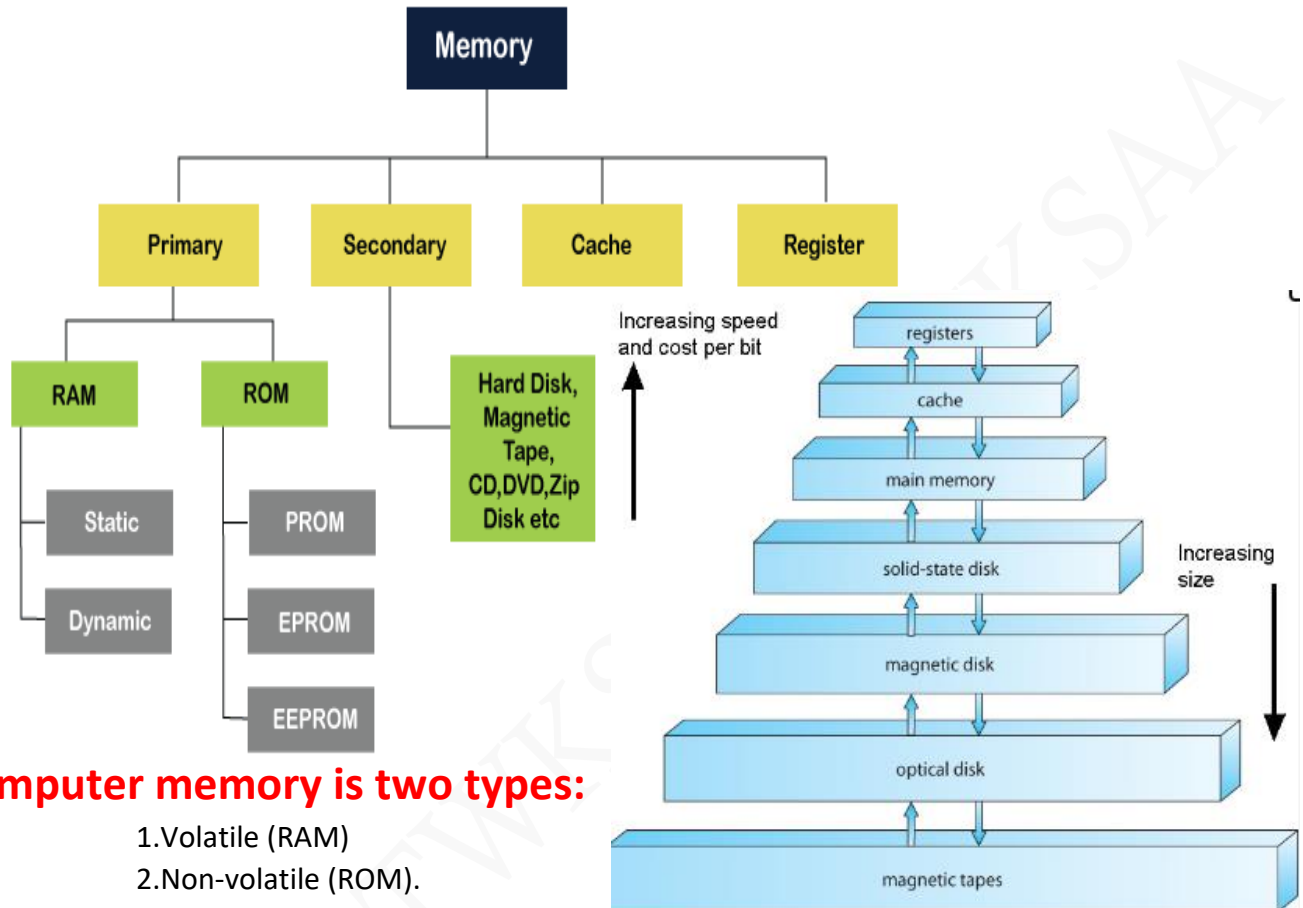 Memory
Primary
Secondary
Cache
Register
RAM
ROM
Hard Disk,
Magnetic
Tape,
CD,DVD,Zip
Disk etc
Static
Dynamic
PROM
EPROM
EEPROM
Increasing speed
and cost per bit
registers
cache
main memory
solid-state disk
magnetic disk
optical disk
magnetic tapes
Increasing
size
mputer memory is two types:
1.Volatile (RAM)
2.Non-volatile (ROM).